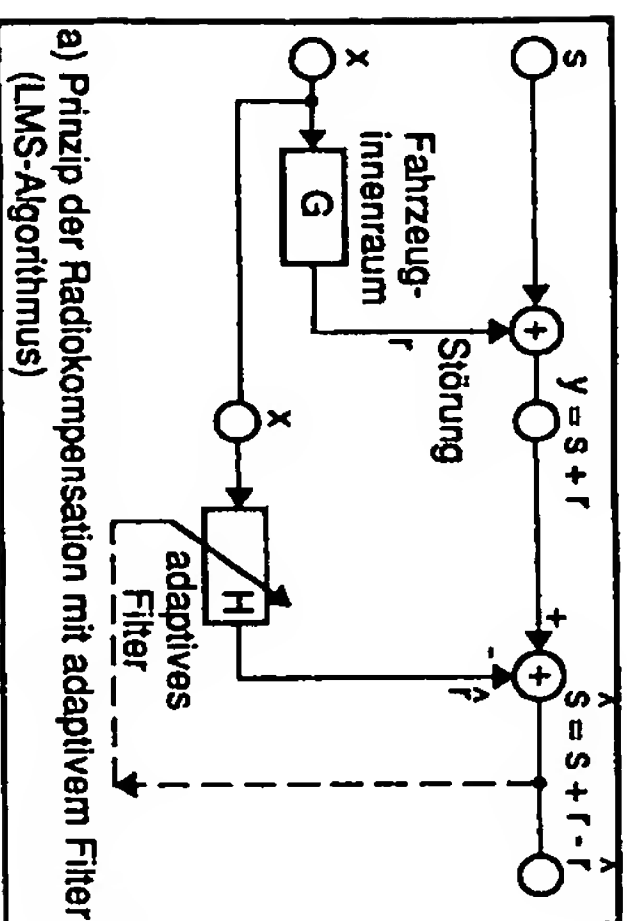 s
y = s + r
ŝ = s + r - r̂
+
+
+
-
r̂
Störung
r
x
Fahrzeug-
innenraum
G
x
H
adaptives
Filter
a) Prinzip der Radiokompensation mit adaptivem Filter
(LMS-Algorithmus)